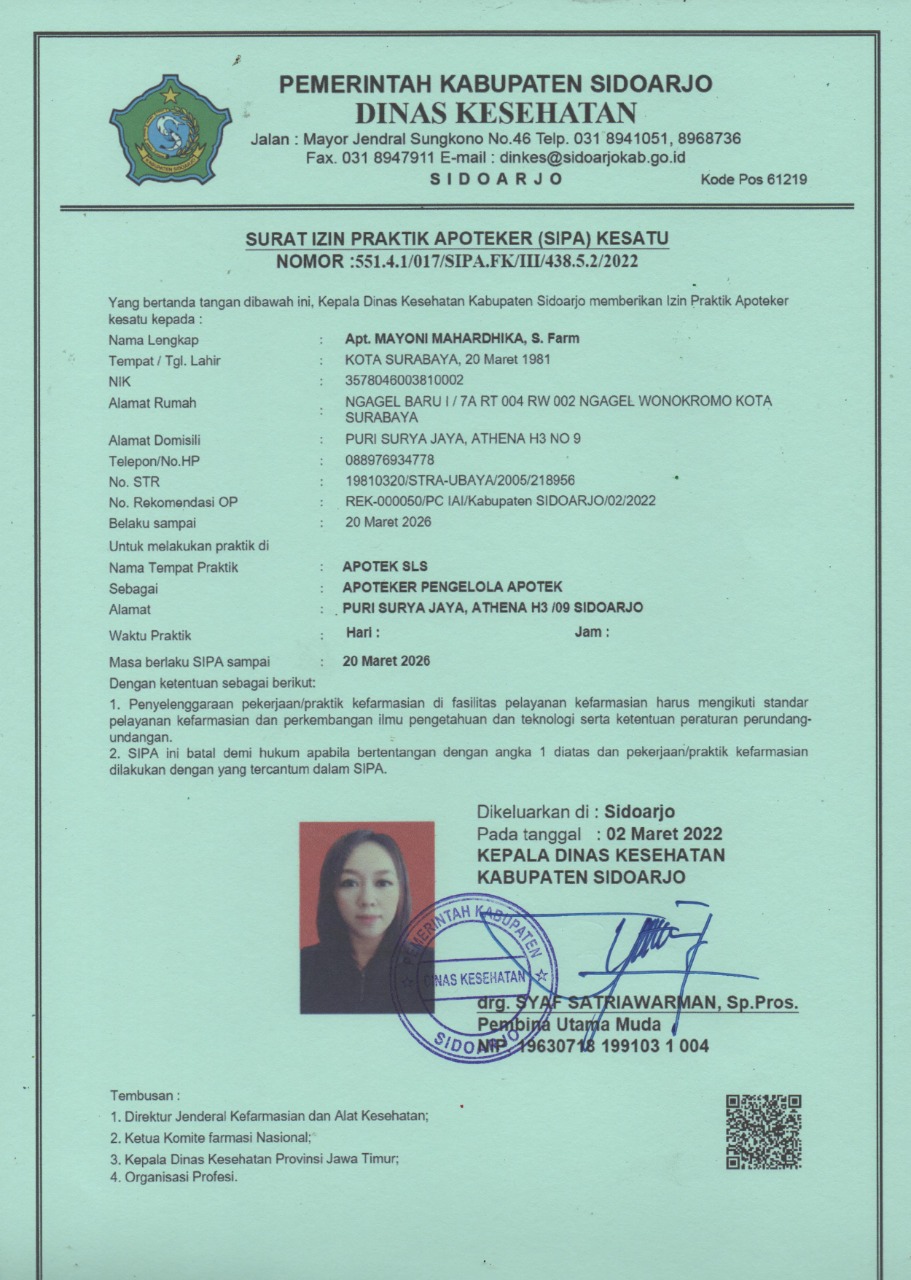 PEMERINTAH KABUPATEN SIDOARJO
DINAS KESEHATAN
Jalan : Mayor Jendral Sungkono No.46 Telp. 031 8941051, 8968736
Fax. 031 8947911 E-mail : dinkes@sidoarjokab.go.id
S I D O A R J O
Kode Pos 61219
SURAT IZIN PRAKTIK APOTEKER (SIPA) KESATU
NOMOR :551.4.1/017/SIPA.FK/III/438.5.2/2022
Yang bertanda tangan dibawah ini, Kepala Dinas Kesehatan Kabupaten Sidoarjo memberikan Izin Praktik Apoteker
kesatu kepada :
Nama Lengkap : Apt. MAYONI MAHARDHIKA, S. Farm
Tempat / Tgl. Lahir : KOTA SURABAYA, 20 Maret 1981
NIK : 3578046003810002
Alamat Rumah : NGAGEL BARU I / 7A RT 004 RW 002 NGAGEL WONOKROMO KOTA
SURABAYA
Alamat Domisili : PURI SURYA JAYA, ATHENA H3 NO 9
Telepon/No.HP : 088976934778
No. STR : 19810320/STRA-UBAYA/2005/218956
No. Rekomendasi OP : REK-000050/PC IAI/Kabupaten SIDOARJO/02/2022
Belaku sampai : 20 Maret 2026
Untuk melakukan praktik di
Nama Tempat Praktik : APOTEK SLS
Sebagai : APOTEKER PENGELOLA APOTEK
Alamat : PURI SURYA JAYA, ATHENA H3 /09 SIDOARJO
Waktu Praktik : Hari : Jam :
Masa berlaku SIPA sampai : 20 Maret 2026
Dengan ketentuan sebagai berikut:
1. Penyelenggaraan pekerjaan/praktik kefarmasian di fasilitas pelayanan kefarmasian harus mengikuti standar
pelayanan kefarmasian dan perkembangan ilmu pengetahuan dan teknologi serta ketentuan peraturan perundang-
undangan.
2. SIPA ini batal demi hukum apabila bertentangan dengan angka 1 diatas dan pekerjaan/praktik kefarmasian
dilakukan dengan yang tercantum dalam SIPA.
Dikeluarkan di : Sidoarjo
Pada tanggal : 02 Maret 2022
KEPALA DINAS KESEHATAN
KABUPATEN SIDOARJO
PEMERINTAH KABUPATEN
DINAS KESEHATAN
SIDOARJO
drg. SYAF SATRIAWARMAN, Sp.Pros.
Pembina Utama Muda
NIP. 19630718 199103 1 004
Tembusan :
1. Direktur Jenderal Kefarmasian dan Alat Kesehatan;
2. Ketua Komite farmasi Nasional;
3. Kepala Dinas Kesehatan Provinsi Jawa Timur;
4. Organisasi Profesi.